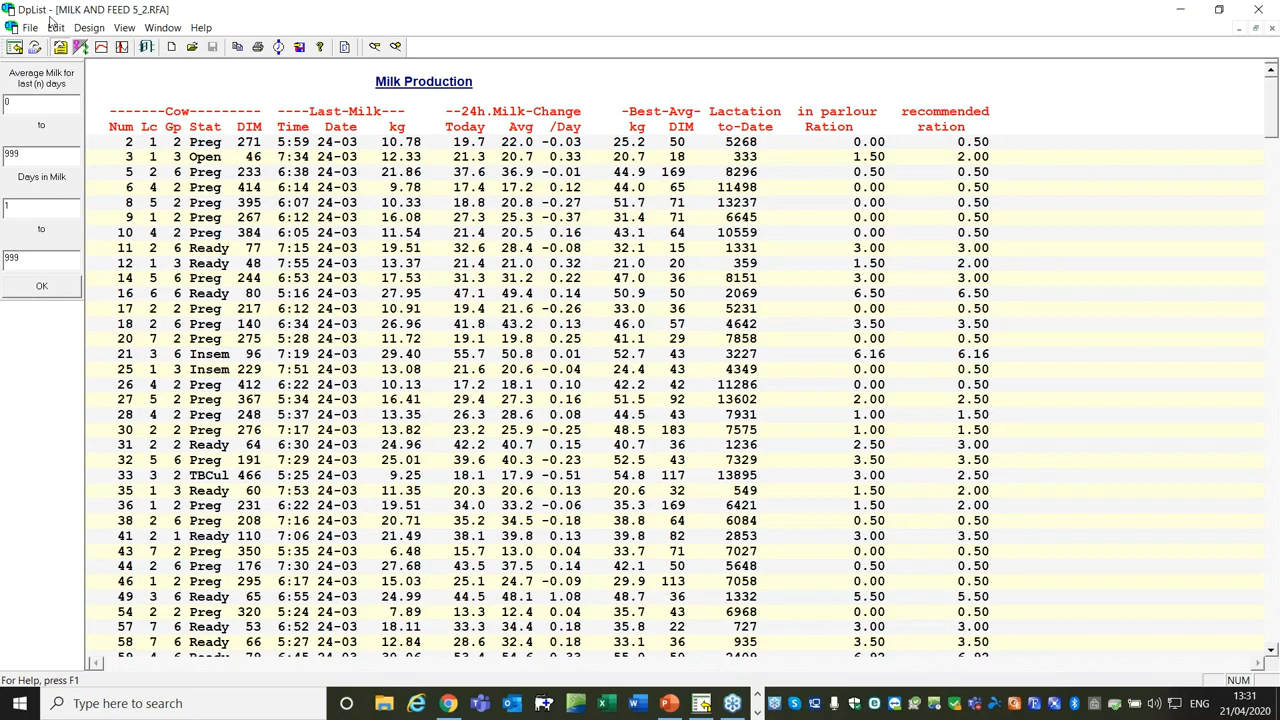 DpList - [MILK AND FEED 5_2.RFA]
File Edit Design View Window Help
Average Milk for last (n) days
0
to
999
Days in Milk
1
to
999
OK
Milk Production
-------Cow--------- ----Last-Milk--- --24h.Milk-Change -Best-Avg- Lactation in parlour recommended
Num Lc Gp Stat DIM Time Date kg Today Avg /Day kg DIM to-Date Ration ration
2 1 2 Preg 271 5:59 24-03 10.78 19.7 22.0 -0.03 25.2 50 5268 0.00 0.50
3 1 3 Open 46 7:34 24-03 12.33 21.3 20.7 0.33 20.7 18 333 1.50 2.00
5 2 6 Preg 233 6:38 24-03 21.86 37.6 36.9 -0.01 44.9 169 8296 0.50 0.50
6 4 2 Preg 414 6:14 24-03 9.78 17.4 17.2 0.12 44.0 65 11498 0.00 0.50
8 5 2 Preg 395 6:07 24-03 10.33 18.8 20.8 -0.27 51.7 71 13237 0.00 0.50
9 1 2 Preg 267 6:12 24-03 16.08 27.3 25.3 -0.37 31.4 71 6645 0.00 0.50
10 4 2 Preg 384 6:05 24-03 11.54 21.4 20.5 0.16 43.1 64 10559 0.00 0.50
11 2 6 Ready 77 7:15 24-03 19.51 32.6 28.4 -0.08 32.1 15 1331 3.00 3.00
12 1 3 Ready 48 7:55 24-03 13.37 21.4 21.0 0.32 21.0 20 359 1.50 2.00
14 5 6 Preg 244 6:53 24-03 17.53 31.3 31.2 0.22 47.0 36 8151 3.00 3.00
16 6 6 Ready 80 5:16 24-03 27.95 47.1 49.4 0.14 50.9 50 2069 6.50 6.50
17 2 2 Preg 217 6:12 24-03 10.91 19.4 21.6 -0.26 33.0 36 5231 0.00 0.50
18 2 6 Preg 140 6:34 24-03 26.96 41.8 43.2 0.13 46.0 57 4642 3.50 3.50
20 7 2 Preg 275 5:28 24-03 11.72 19.1 19.8 0.25 41.1 29 7858 0.00 0.50
21 3 6 Insem 96 7:19 24-03 29.40 55.7 50.8 0.01 52.7 43 3227 6.16 6.16
25 1 3 Insem 229 7:51 24-03 13.08 21.6 20.6 -0.04 24.4 43 4349 0.00 0.50
26 4 2 Preg 412 6:22 24-03 10.13 17.2 18.1 0.10 42.2 42 11286 0.00 0.50
27 5 2 Preg 367 5:34 24-03 16.41 29.4 27.3 0.16 51.5 92 13602 2.00 2.50
28 4 2 Preg 248 5:37 24-03 13.35 26.3 28.6 0.08 44.5 43 7931 1.00 1.50
30 2 2 Preg 276 7:17 24-03 13.82 23.2 25.9 -0.25 48.5 183 7575 1.00 1.50
31 2 2 Ready 64 6:30 24-03 24.96 42.2 40.7 0.15 40.7 36 1236 2.50 3.00
32 5 6 Preg 191 7:29 24-03 25.01 39.6 40.3 -0.23 52.5 43 7329 3.50 3.50
33 3 2 TBCul 466 5:25 24-03 9.25 18.1 17.9 -0.51 54.8 117 13895 3.00 2.50
35 1 3 Ready 60 7:53 24-03 11.35 20.3 20.6 0.13 20.6 32 549 1.50 2.00
36 1 2 Preg 231 6:22 24-03 19.51 34.0 33.2 -0.06 35.3 169 6421 1.50 2.00
38 2 6 Preg 208 7:16 24-03 20.71 35.2 34.5 -0.18 38.8 64 6084 0.50 0.50
41 2 1 Ready 110 7:06 24-03 21.49 38.1 39.8 0.13 39.8 82 2853 3.00 3.50
43 7 2 Preg 350 5:35 24-03 6.48 15.7 13.0 0.04 33.7 71 7027 0.00 0.50
44 2 6 Preg 176 7:30 24-03 27.68 43.5 37.5 0.14 42.1 50 5648 0.50 0.50
46 1 2 Preg 295 6:17 24-03 15.03 25.1 24.7 -0.09 29.9 113 7058 0.00 0.50
49 3 6 Ready 65 6:55 24-03 24.99 44.5 48.1 1.08 48.7 36 1332 5.50 5.50
54 2 2 Preg 320 5:24 24-03 7.89 13.3 12.4 0.04 35.7 43 6968 0.00 0.50
57 7 6 Ready 53 6:52 24-03 18.11 33.3 34.4 0.18 35.8 22 727 3.00 3.50
58 1 6 Ready 66 5:27 24-03 12.84 28.6 32.4 0.18 33.1 36 935 3.50 3.50
For Help, press F1
NUM
Type here to search
ENG
13:31
21/04/2020